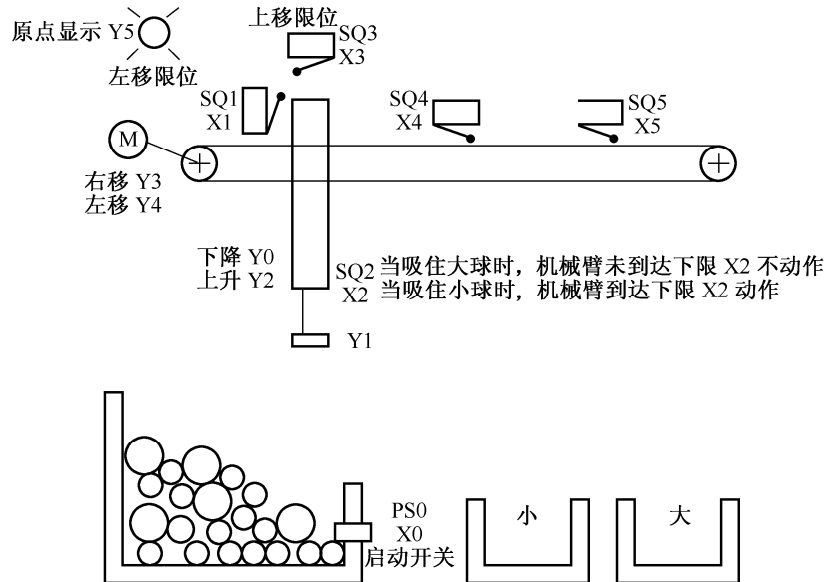 上移限位
原点显示 Y5
SQ3
X3
左移限位
SQ1
X1
SQ4
X4
SQ5
X5
M
右移 Y3
左移 Y4
下降 Y0
上升 Y2
SQ2
X2
当吸住大球时，机械臂未到达下限 X2 不动作
当吸住小球时，机械臂到达下限 X2 动作
Y1
PS0
X0
启动开关
小
大